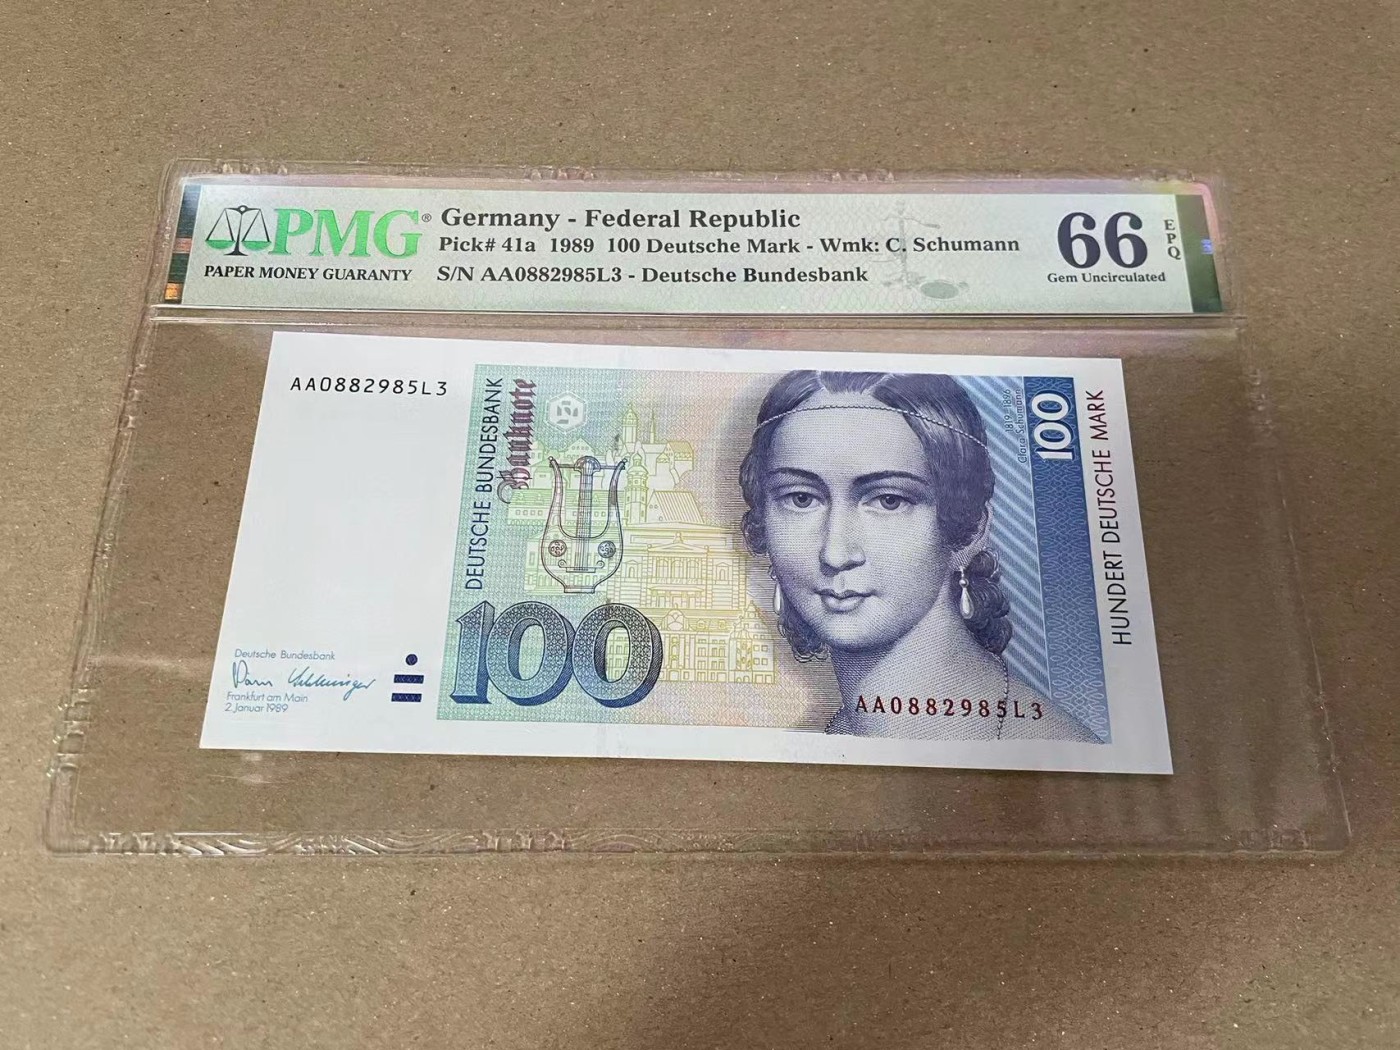 PMG®
PAPER MONEY GUARANTY
Germany - Federal Republic
Pick# 41a 1989 100 Deutsche Mark - Wmk: C. Schumann
S/N AA0882985L3 - Deutsche Bundesbank
66
Gem Uncirculated
EPQ
AA0882985L3
DEUTSCHE BUNDESBANK
Banknote
100
Deutsche Bundesbank
Frankfurt am Main
2. Januar 1989
1819-1896
Clara Schumann
100
HUNDERT DEUTSCHE MARK
AA0882985L3